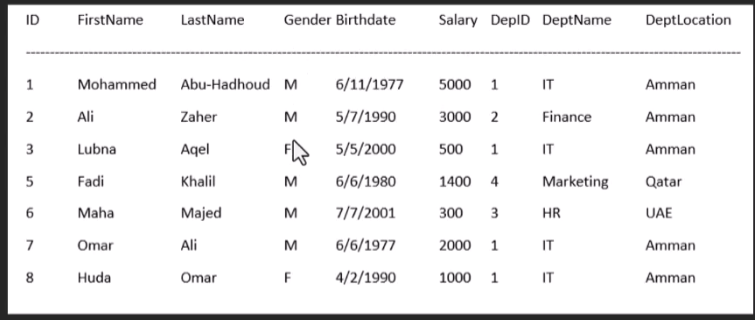 ID FirstName LastName Gender Birthdate Salary DepID DeptName DeptLocation
1 Mohammed Abu-Hadhoud M 6/11/1977 5000 1 IT Amman
2 Ali Zaher M 5/7/1990 3000 2 Finance Amman
3 Lubna Aqel F 5/5/2000 500 1 IT Amman
5 Fadi Khalil M 6/6/1980 1400 4 Marketing Qatar
6 Maha Majed M 7/7/2001 300 3 HR UAE
7 Omar Ali M 6/6/1977 2000 1 IT Amman
8 Huda Omar F 4/2/1990 1000 1 IT Amman